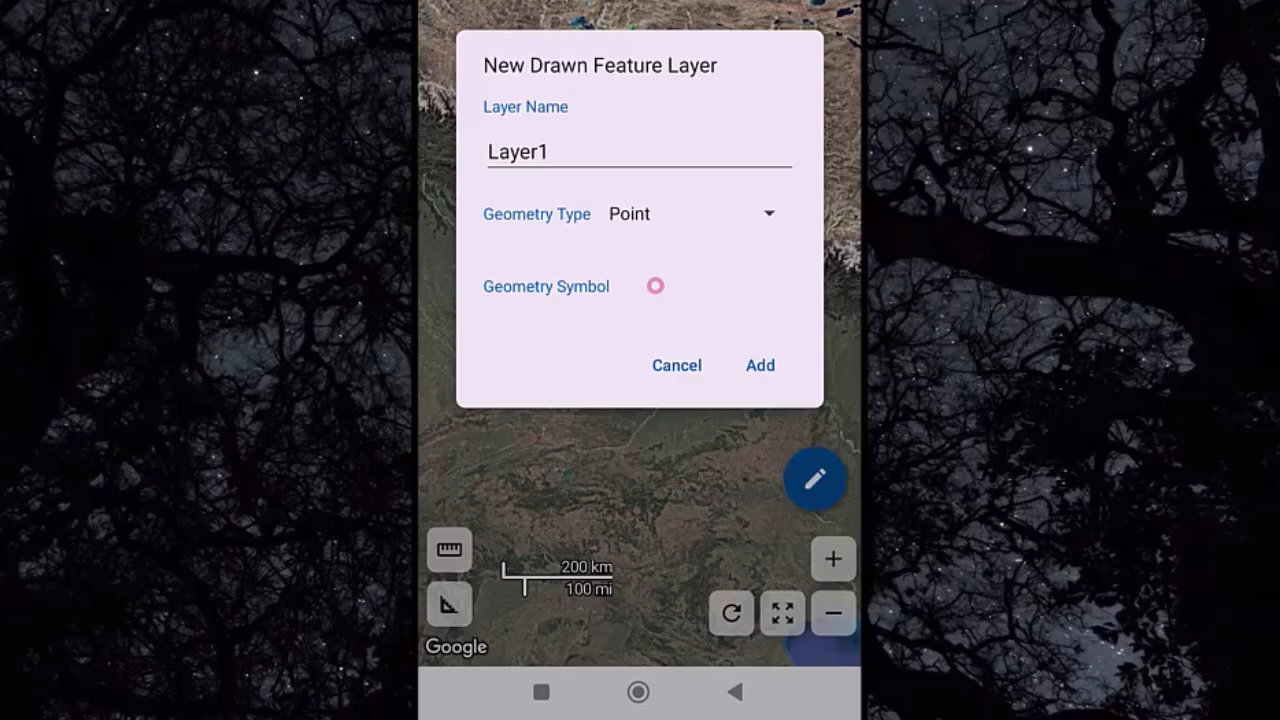 New Drawn Feature Layer
Layer Name
Layer1
Geometry Type Point
Geometry Symbol
Cancel Add
200 km
100 mi
Google